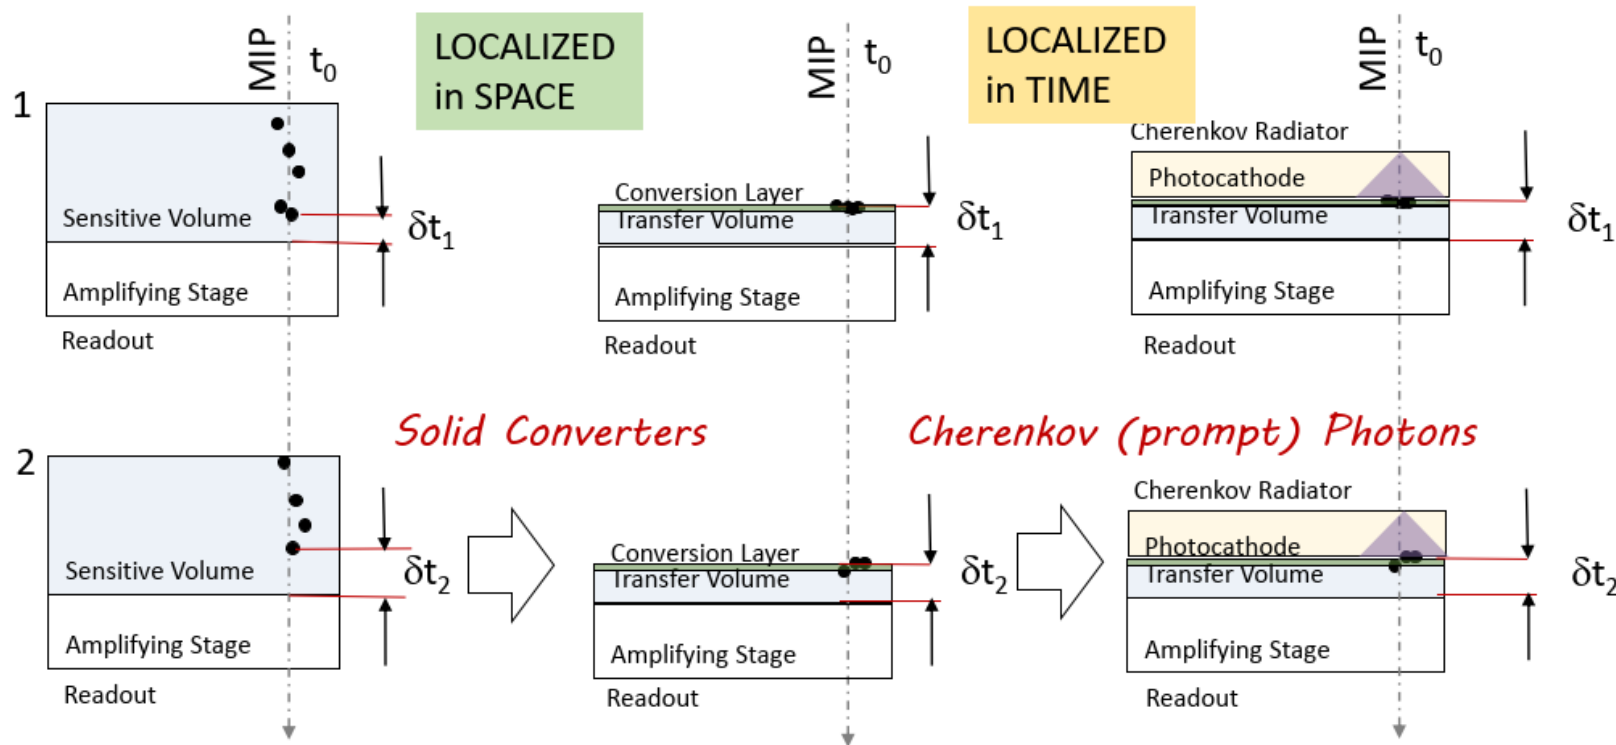 MIP
t₀
LOCALIZED
in SPACE
MIP
t₀
LOCALIZED
in TIME
MIP
t₀
1
Sensitive Volume
δt₁
Amplifying Stage
Readout
Conversion Layer
Transfer Volume
δt₁
Amplifying Stage
Readout
Cherenkov Radiator
Photocathode
Transfer Volume
δt₁
Amplifying Stage
Readout
Solid Converters
Cherenkov (prompt) Photons
2
Sensitive Volume
δt₂
Amplifying Stage
Readout
Conversion Layer
Transfer Volume
δt₂
Amplifying Stage
Readout
Cherenkov Radiator
Photocathode
Transfer Volume
δt₂
Amplifying Stage
Readout